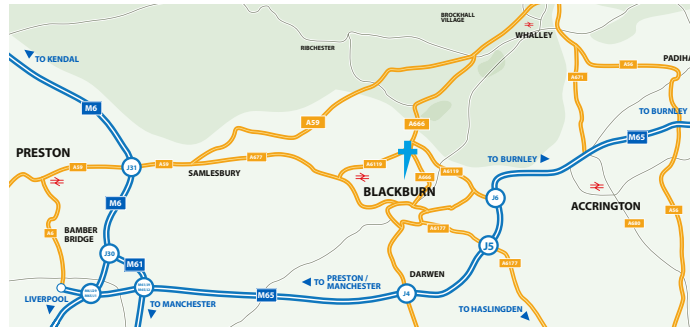 BROCKHALL
VILLAGE
WHALLEY
RIBCHESTER
TO KENDAL
A671
A56
PADIHA
M6
A59
A666
TO BURNLEY
M65
PRESTON
A59
J31
A59
A677
SAMLESBURY
A6119
A666
A6119
TO BURNLEY
BLACKBURN
J6
ACCRINGTON
M6
A6
BAMBER
BRIDGE
A56
A680
A6177
J5
J30
M61
A6177
TO PRESTON /
MANCHESTER
DARWEN
LIVERPOOL
TO MANCHESTER
M65
J4
TO HASLINGDEN